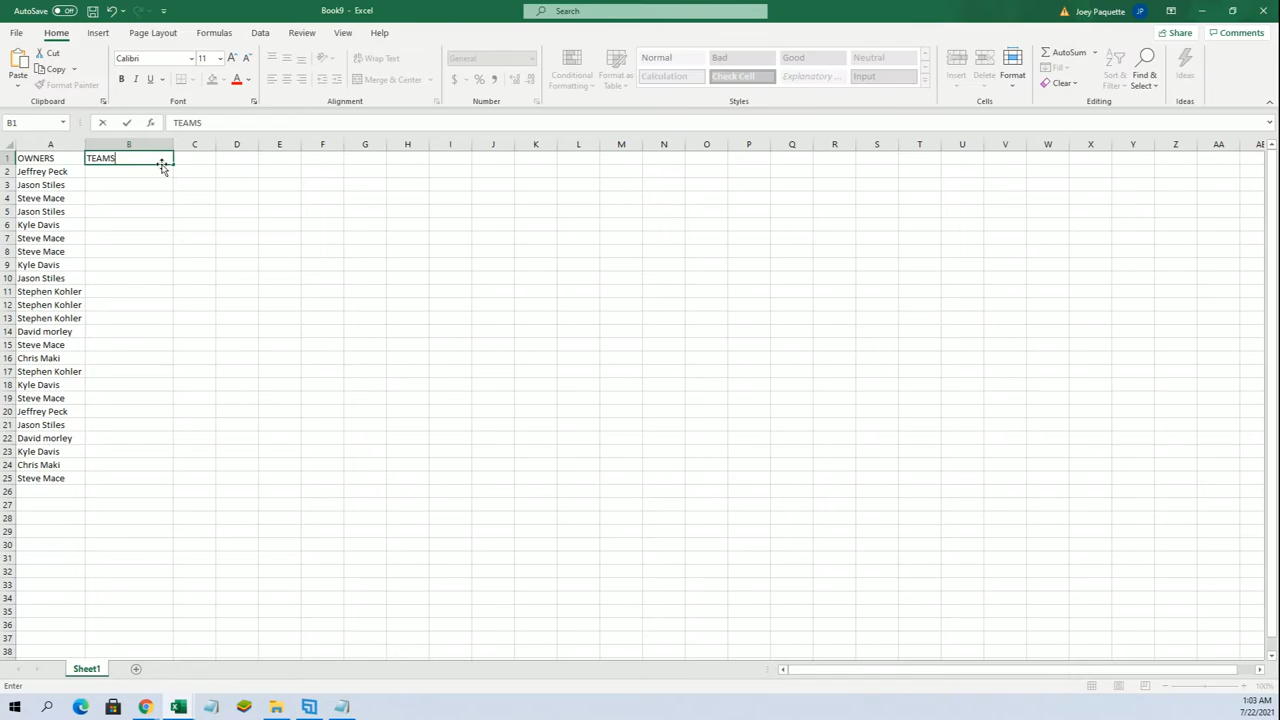 AutoSave Off Book9 - Excel Search Joey Paquette JP
File Home Insert Page Layout Formulas Data Review View Help Share Comments
Paste Cut Copy Format Painter Clipboard
Calibri 11 A A B I U A Font
Wrap Text Merge & Center Alignment
General $ % 9 Number
Conditional Formatting Format as Table
Normal Bad Good Neutral
Calculation Check Cell Explanatory ... Input
Styles
Insert Delete Format Cells
AutoSum Fill Clear Sort & Filter Find & Select Editing
Ideas Ideas
B1 fx TEAMS
A B C D E F G H I J K L M N O P Q R S T U V W X Y Z AA AE
1 OWNERS TEAMS
2 Jeffrey Peck
3 Jason Stiles
4 Steve Mace
5 Jason Stiles
6 Kyle Davis
7 Steve Mace
8 Steve Mace
9 Kyle Davis
10 Jason Stiles
11 Stephen Kohler
12 Stephen Kohler
13 Stephen Kohler
14 David morley
15 Steve Mace
16 Chris Maki
17 Stephen Kohler
18 Kyle Davis
19 Steve Mace
20 Jeffrey Peck
21 Jason Stiles
22 David morley
23 Kyle Davis
24 Chris Maki
25 Steve Mace
26
27
28
29
30
31
32
33
34
35
36
37
38
Sheet1
Enter 100%
1:03 AM
7/22/2021